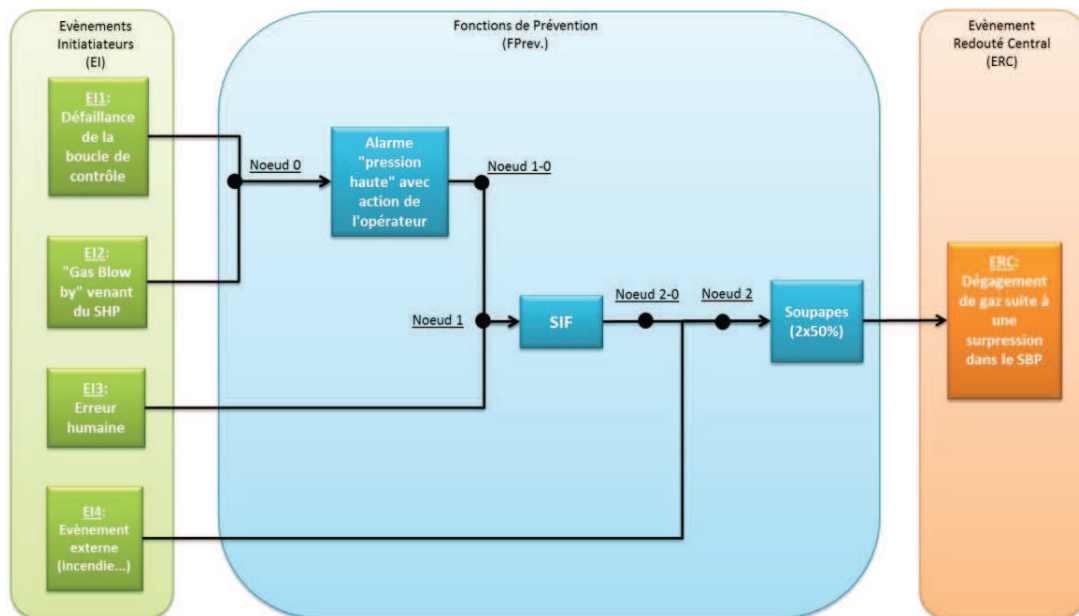 Evènements
Initiatiateurs
(EI)
EI1:
Défaillance
de la
boucle de
contrôle
EI2:
"Gas Blow
by" venant
du SHP
EI3:
Erreur
humaine
EI4:
Evènement
externe
(incendie...)
Fonctions de Prévention
(FPrev.)
Noeud 0
Alarme
"pression
haute" avec
action de
l'opérateur
Noeud 1-0
Noeud 1
SIF
Noeud 2-0
Noeud 2
Soupapes
(2x50%)
Evènement
Redouté Central
(ERC)
ERC:
Dégagement
de gaz suite à
une
surpression
dans le SBP